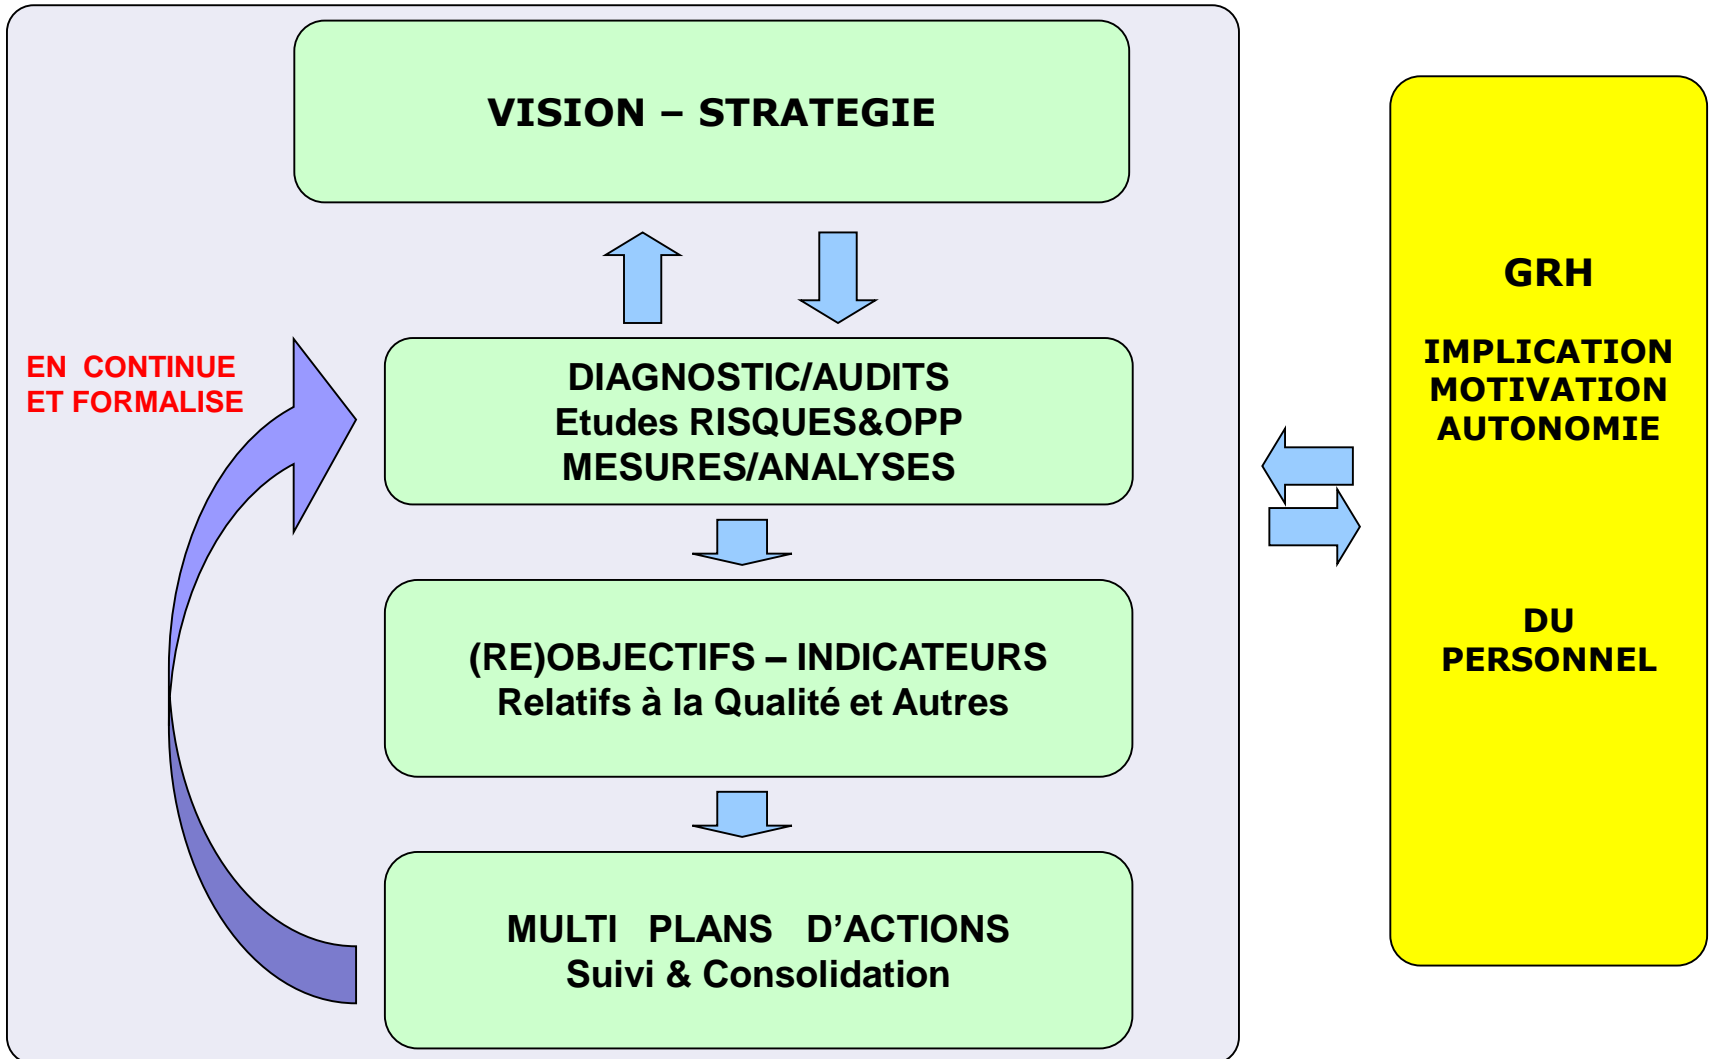 VISION – STRATEGIE
EN CONTINUE
ET FORMALISE
DIAGNOSTIC/AUDITS
Etudes RISQUES&OPP
MESURES/ANALYSES
(RE)OBJECTIFS – INDICATEURS
Relatifs à la Qualité et Autres
MULTI PLANS D’ACTIONS
Suivi & Consolidation
GRH
IMPLICATION
MOTIVATION
AUTONOMIE
DU
PERSONNEL